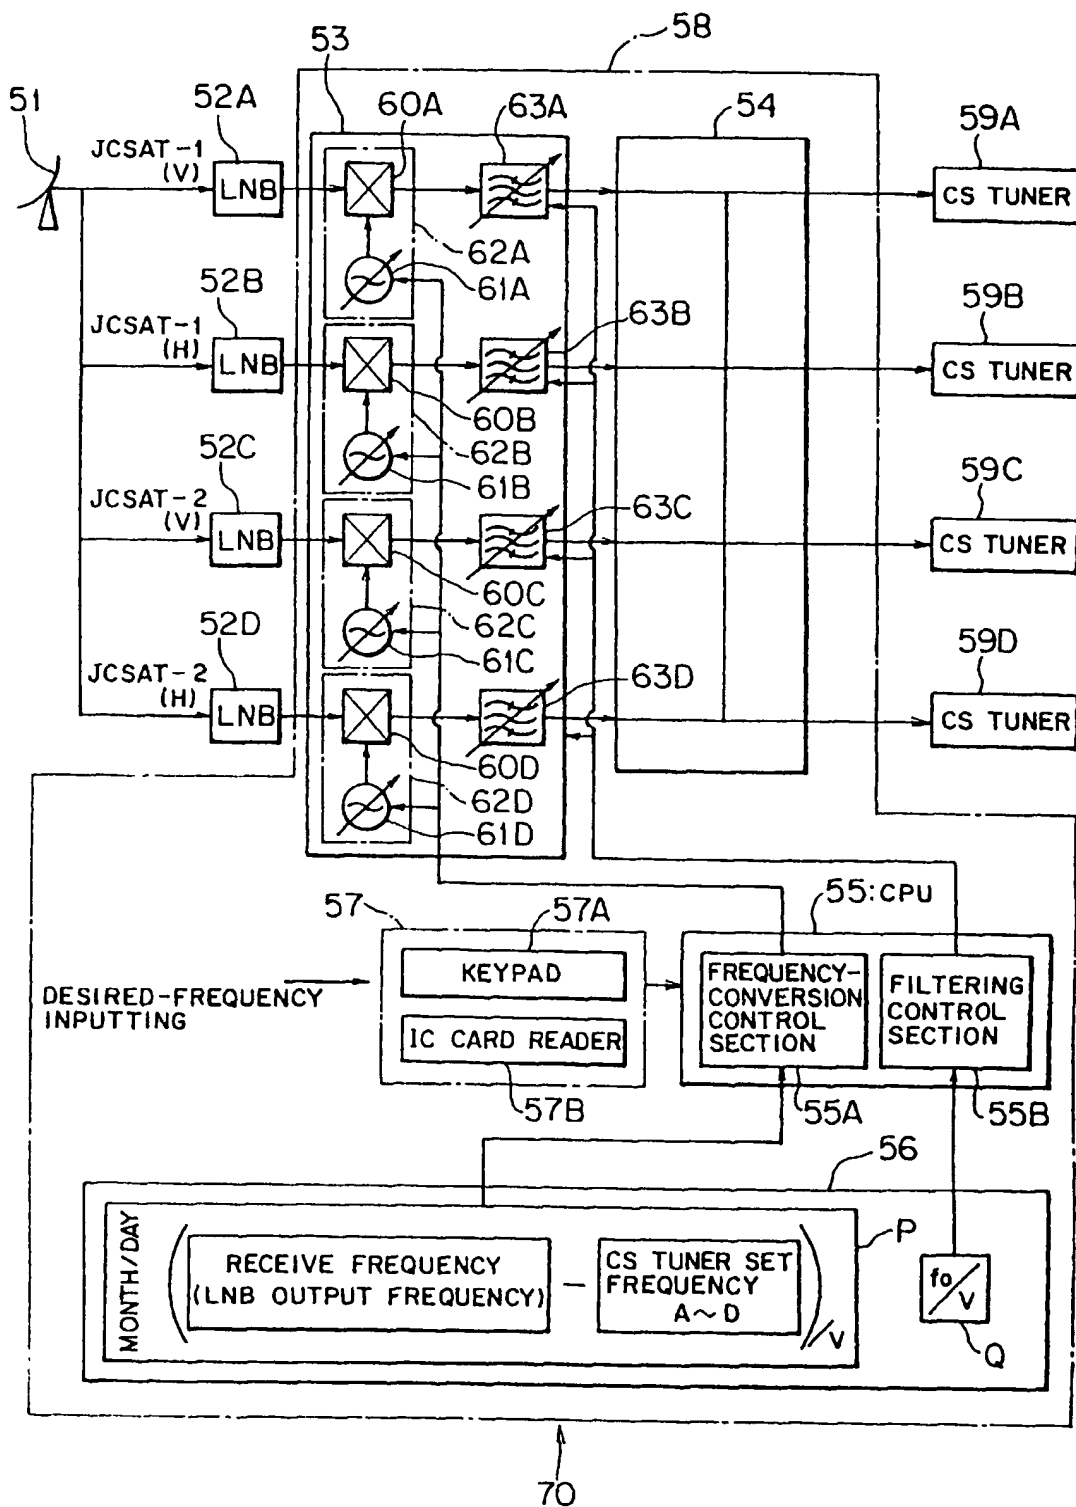 58
53
51
52A
60A
63A
54
59A
JCSAT-1
(V)
LNB
CS TUNER
62A
61A
52B
63B
59B
JCSAT-1
(H)
LNB
CS TUNER
60B
62B
61B
52C
63C
59C
JCSAT-2
(V)
LNB
CS TUNER
60C
62C
61C
52D
63D
59D
JCSAT-2
(H)
LNB
CS TUNER
60D
62D
61D
57
57A
55:CPU
KEYPAD
IC CARD READER
57B
DESIRED-FREQUENCY
INPUTTING
FREQUENCY-
CONVERSION
CONTROL
SECTION
FILTERING
CONTROL
SECTION
55A
55B
56
MONTH/DAY
RECEIVE FREQUENCY
(LNB OUTPUT FREQUENCY)
−
CS TUNER SET
FREQUENCY
A~D
/V
P
fo/V
Q
70